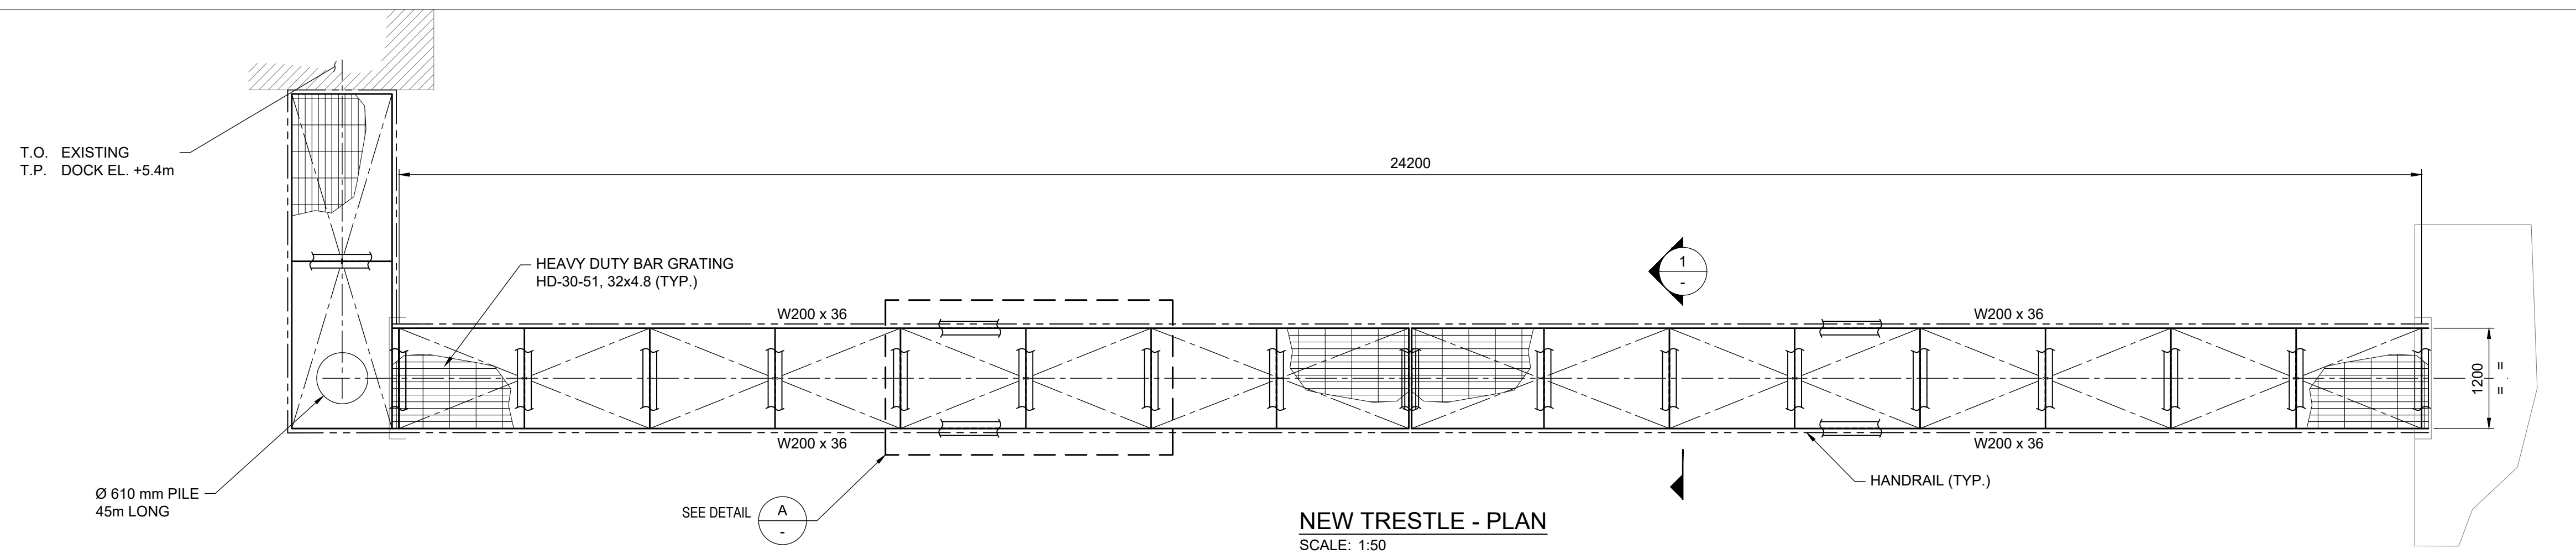 24200
T.O. EXISTING
T.P. DOCK EL. +5.4m
HEAVY DUTY BAR GRATING
HD-30-51, 32x4.8 (TYP.)
1
-
W200 x 36
W200 x 36
1200
=
=
W200 x 36
W200 x 36
HANDRAIL (TYP.)
Ø 610 mm PILE
45m LONG
SEE DETAIL
A
-
NEW TRESTLE - PLAN
SCALE: 1:50